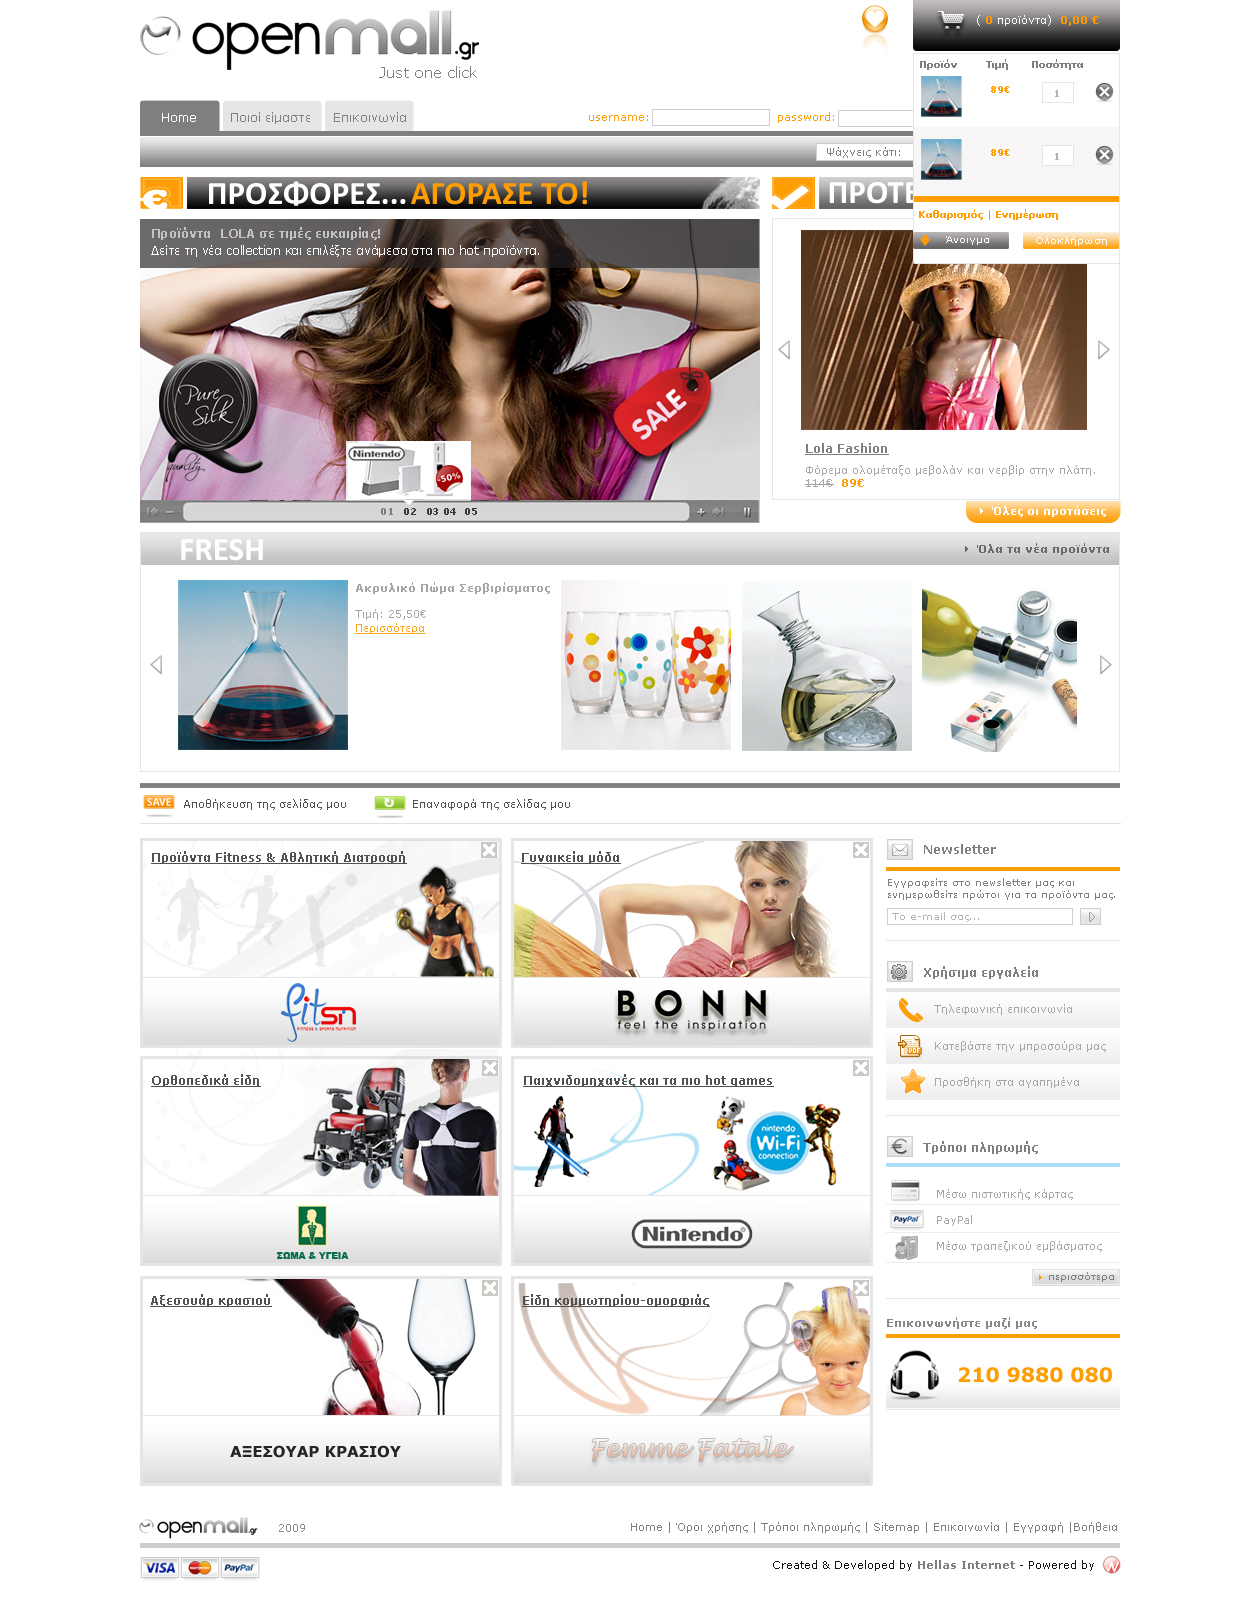 openmall.gr
Just one click
( 0 προϊόντα) 0,00 €
Προϊόν Τιμή Ποσότητα
89€ 1
89€ 1
Καθαρισμός | Ενημέρωση
Άνοιγμα Ολοκλήρωση
Home Ποιοί είμαστε Επικοινωνία
username: password:
Ψάχνεις κάτι:
ΠΡΟΣΦΟΡΕΣ... ΑΓΟΡΑΣΕ ΤΟ!
ΠΡΟΤΕ
Προϊόντα LOLA σε τιμές ευκαιρίας!
Δείτε τη νέα collection και επιλέξτε ανάμεσα στα πιο hot προϊόντα.
Pure Silk
quality
SALE
Nintendo
-50%
01 02 03 04 05
Lola Fashion
Φόρεμα ολομέταξο μεβολάν και νερβίρ στην πλάτη.
114€ 89€
Όλες οι προτάσεις
FRESH
Όλα τα νέα προϊόντα
Ακρυλικό Πώμα Σερβιρίσματος
Τιμή: 25,50€
Περισσότερα
SAVE Αποθήκευση της σελίδας μου Επαναφορά της σελίδας μου
Προϊόντα Fitness & Αθλητική Διατροφή
fitsn
FITNESS & SPORTS NUTRITION
Γυναικεία μόδα
BONN
feel the inspiration
Ορθοπεδικά είδη
ΣΩΜΑ & ΥΓΕΙΑ
Παιχνιδομηχανές και τα πιο hot games
nintendo
Wi-Fi
connection
Nintendo
Αξεσουάρ κρασιού
ΑΞΕΣΟΥΑΡ ΚΡΑΣΙΟΥ
Είδη κομμωτηρίου-ομορφιάς
Femme Fatale
Newsletter
Εγγραφείτε στο newsletter μας και
ενημερωθείτε πρώτοι για τα προϊόντα μας.
Το e-mail σας...
Χρήσιμα εργαλεία
Τηλεφωνική επικοινωνία
PDF
Κατεβάστε την μπροσούρα μας
Προσθήκη στα αγαπημένα
Τρόποι πληρωμής
Μέσω πιστωτικής κάρτας
PayPal PayPal
Μέσω τραπεζικού εμβάσματος
περισσότερα
Επικοινωνήστε μαζί μας
210 9880 080
openmall.gr 2009
Home | Όροι χρήσης | Τρόποι πληρωμής | Sitemap | Επικοινωνία | Εγγραφή |Βοήθεια
VISA MasterCard PayPal
Created & Developed by Hellas Internet - Powered by